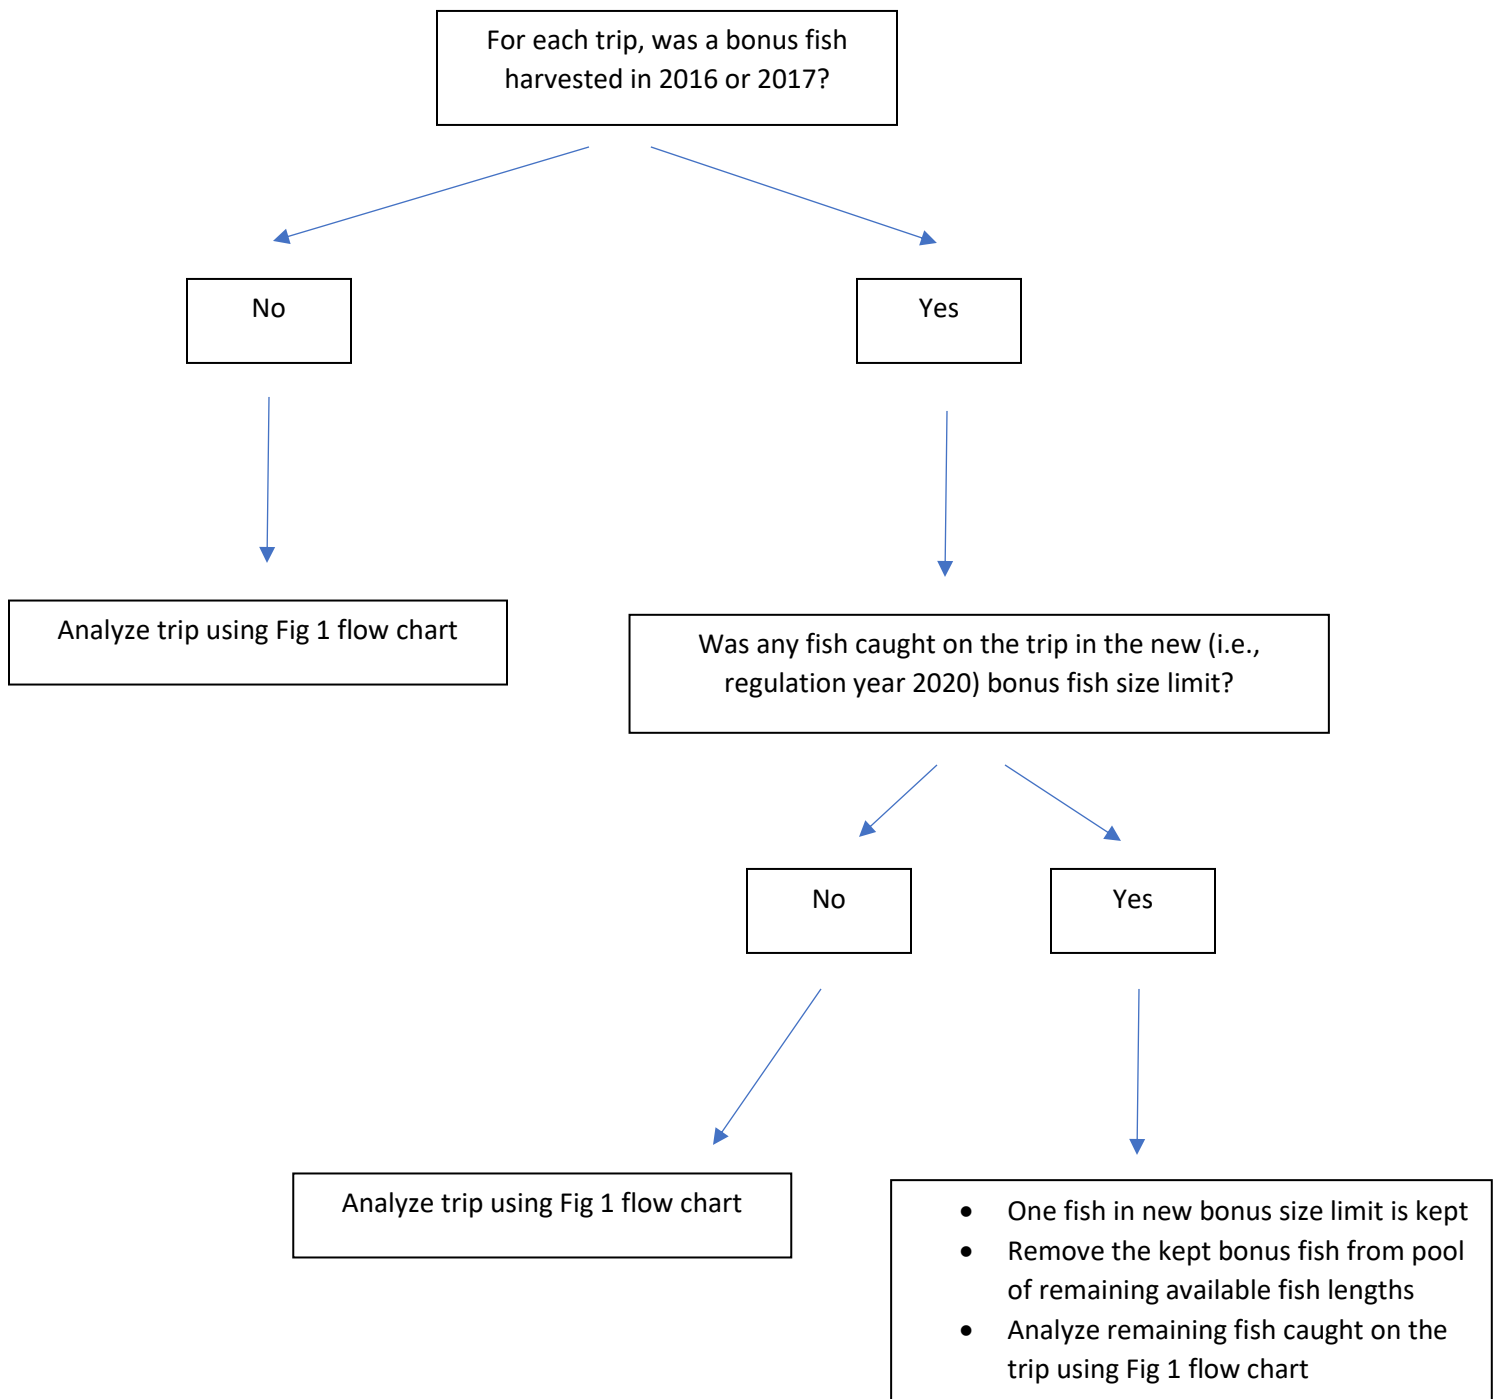 For each trip, was a bonus fish
harvested in 2016 or 2017?
No
Yes
Analyze trip using Fig 1 flow chart
Was any fish caught on the trip in the new (i.e.,
regulation year 2020) bonus fish size limit?
No
Yes
Analyze trip using Fig 1 flow chart
• One fish in new bonus size limit is kept
• Remove the kept bonus fish from pool
of remaining available fish lengths
• Analyze remaining fish caught on the
trip using Fig 1 flow chart